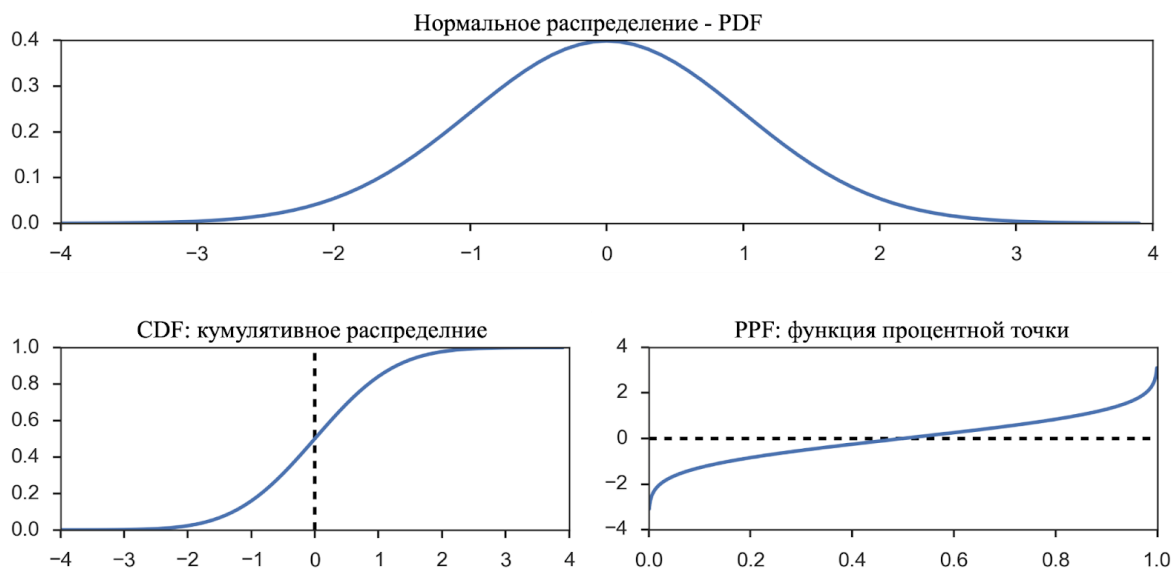 Нормальное распределение - PDF
0.4
0.3
0.2
0.1
0.0
−4 −3 −2 −1 0 1 2 3 4
CDF: кумулятивное распределние
1.0
0.8
0.6
0.4
0.2
0.0
−4 −3 −2 −1 0 1 2 3 4
PPF: функция процентной точки
4
2
0
−2
−4
0.0 0.2 0.4 0.6 0.8 1.0